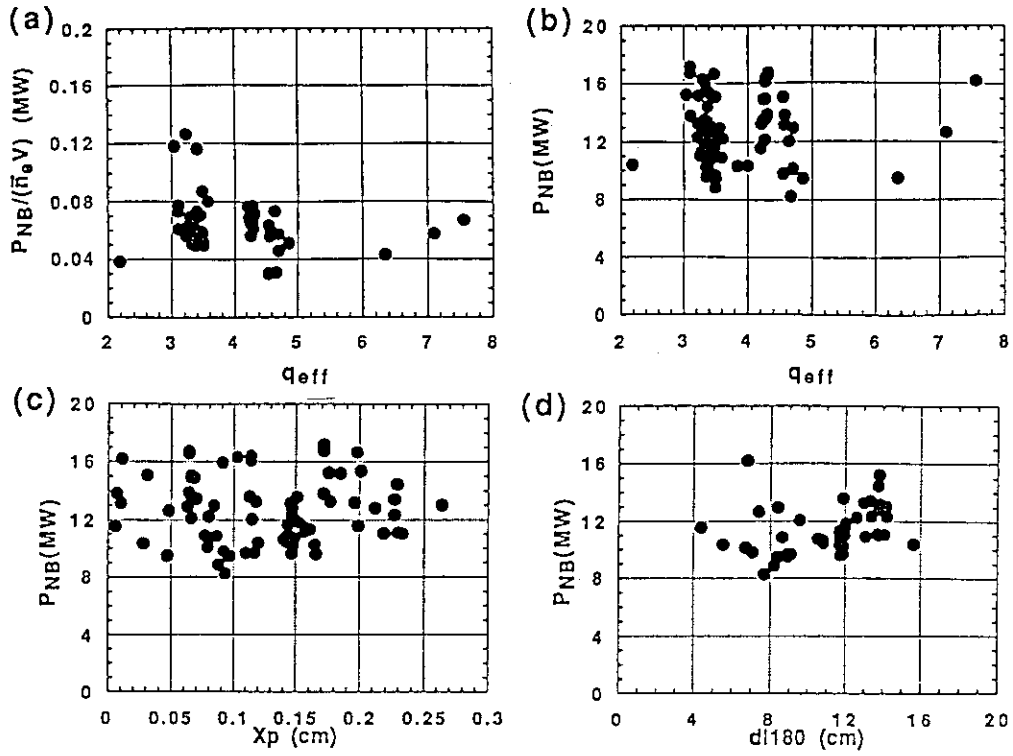 (a)
0.2
0.16
0.12
0.08
0.04
0
P_NB/(n̄_eV) (MW)
2 3 4 5 6 7 8
q_eff
(b)
20
16
12
8
4
0
P_NB(MW)
2 3 4 5 6 7 8
q_eff
(c)
20
16
12
8
4
0
P_NB(MW)
0 0.05 0.1 0.15 0.2 0.25 0.3
Xp (cm)
(d)
20
16
12
8
4
0
P_NB(MW)
0 4 8 12 16 20
dl180 (cm)